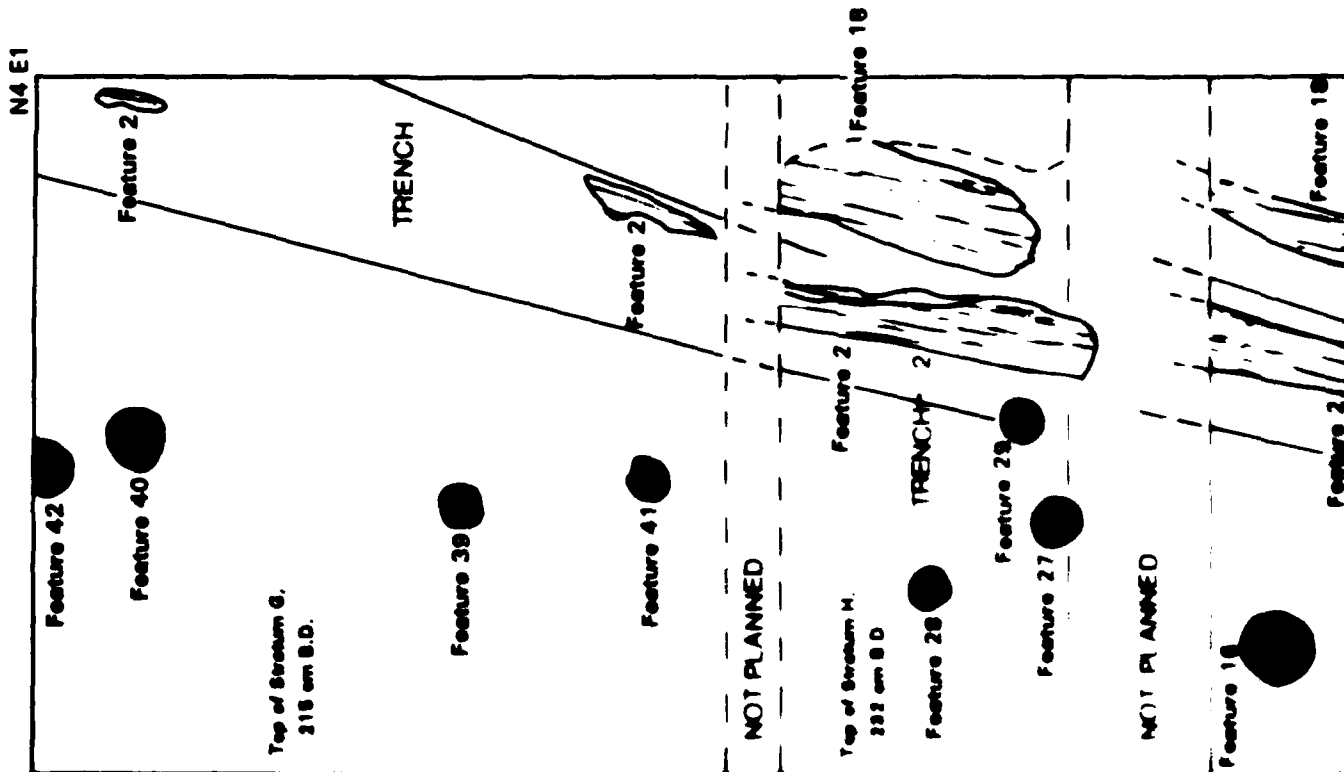 N4 E1
Feature 2
TRENCH
Feature 2
Feature 18
Feature 18
Feature 42
Feature 40
Feature 39
Feature 41
Top of Stratum G,
215 cm B.D.
NOT PLANNED
Feature 2
TRENCH 2
Feature 29
Feature 27
Feature 28
Top of Stratum H.
232 cm B D
NOT PLANNED
Feature 2
Feature